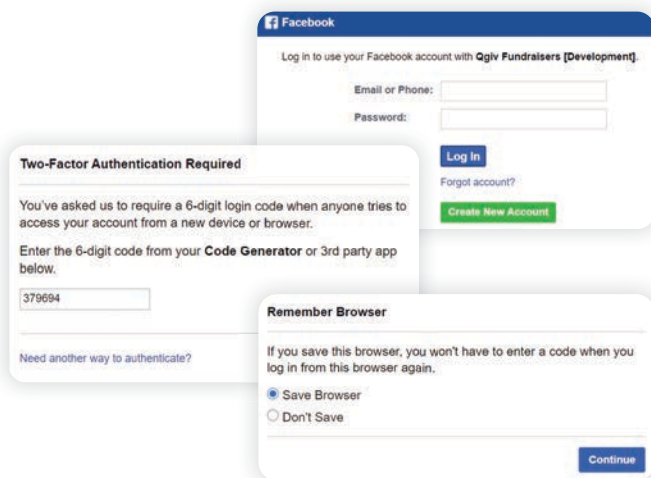 Facebook
Log in to use your Facebook account with Qgiv Fundraisers [Development].
Email or Phone:
Password:
Log In
Forgot account?
Create New Account
Two-Factor Authentication Required
You've asked us to require a 6-digit login code when anyone tries to
access your account from a new device or browser.
Enter the 6-digit code from your Code Generator or 3rd party app
below.
379694
Need another way to authenticate?
Remember Browser
If you save this browser, you won't have to enter a code when you
log in from this browser again.
Save Browser
Don't Save
Continue